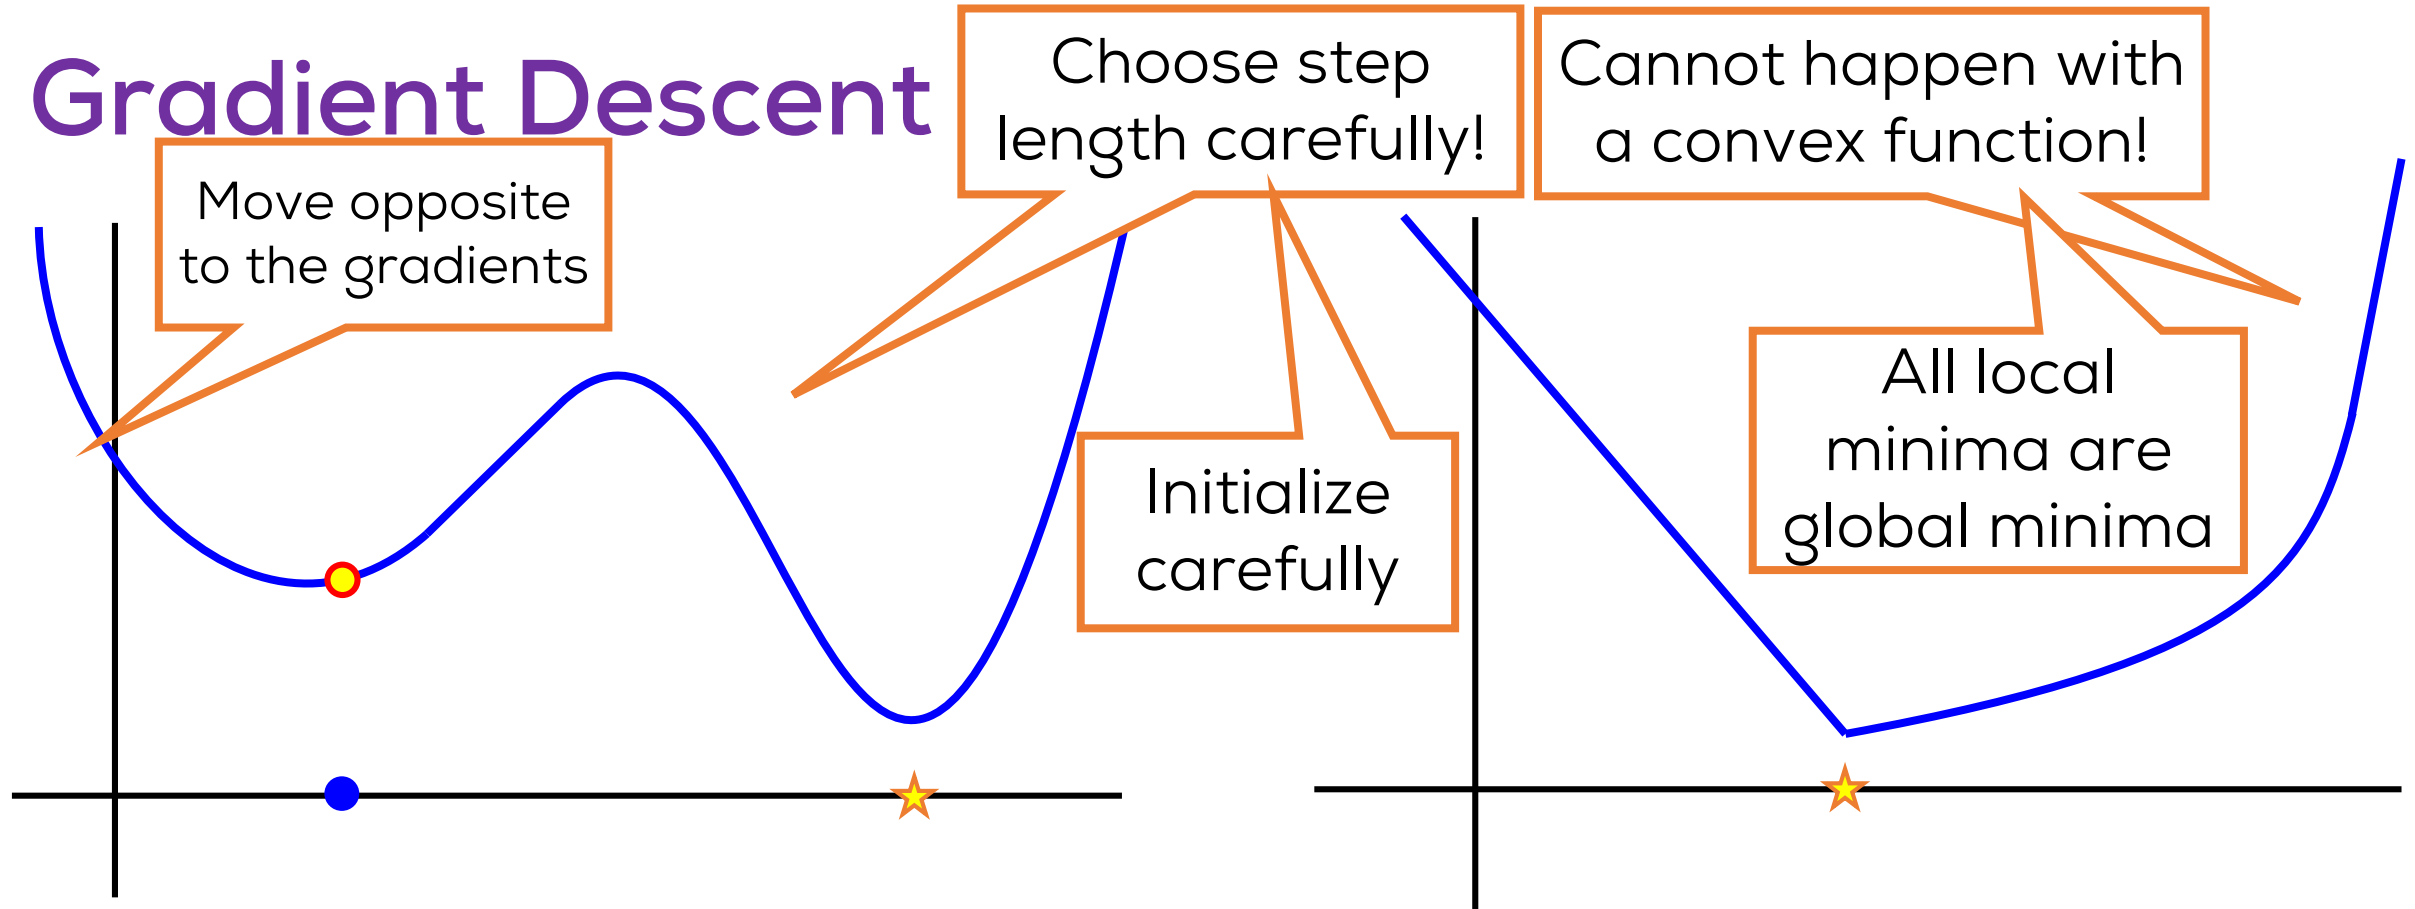 Gradient Descent
Move opposite
to the gradients
Choose step
length carefully!
Initialize
carefully
Cannot happen with
a convex function!
All local
minima are
global minima